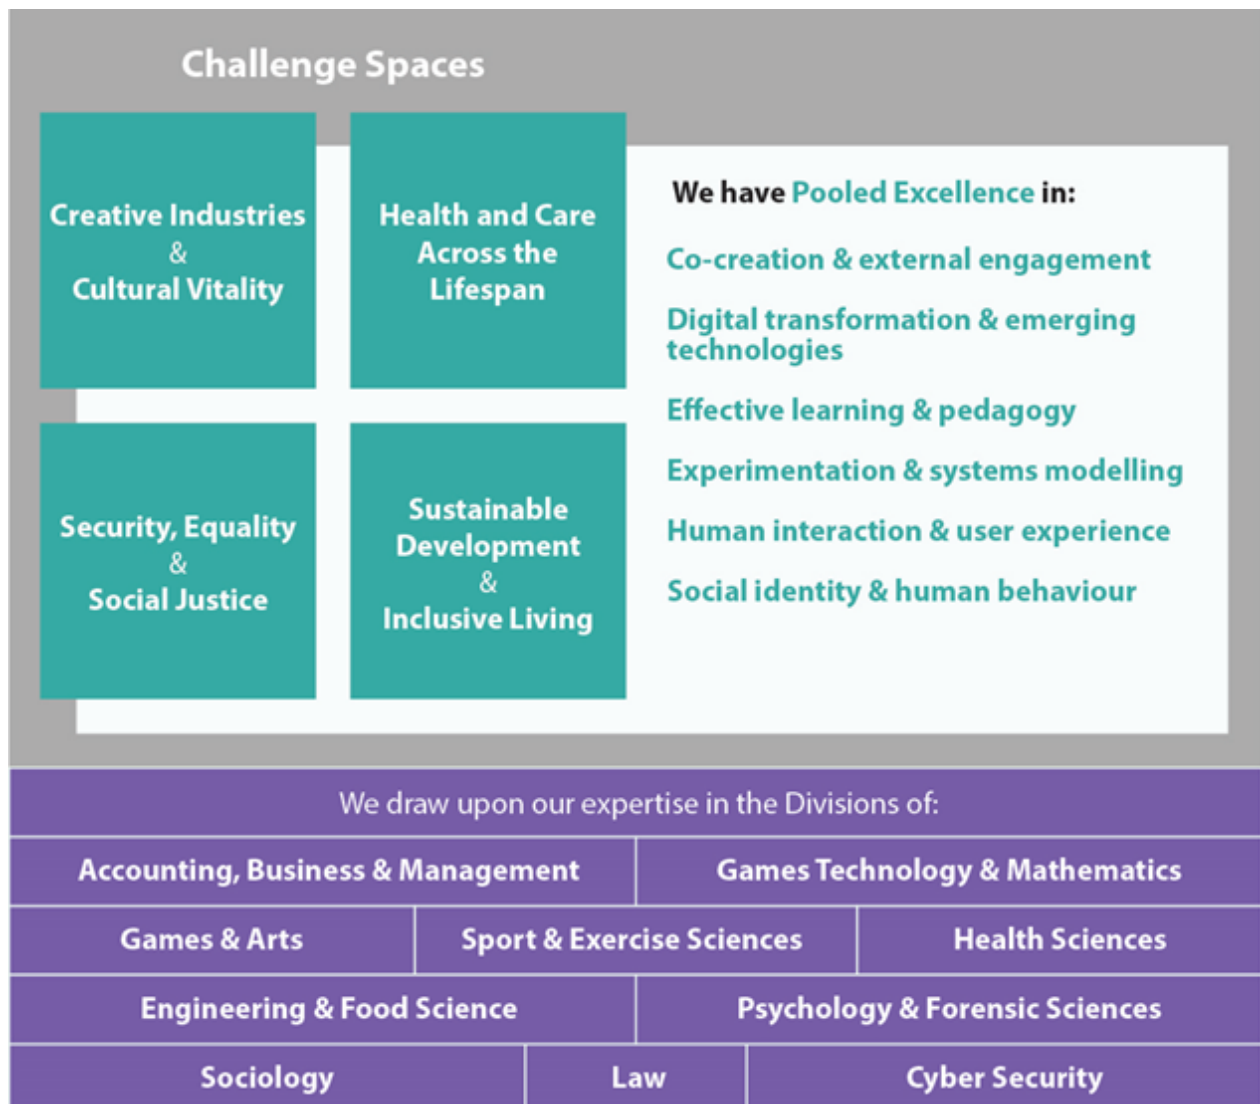 Challenge Spaces
Creative Industries
&
Cultural Vitality
Health and Care
Across the
Lifespan
Security, Equality
&
Social Justice
Sustainable
Development
&
Inclusive Living
We have Pooled Excellence in:
Co-creation & external engagement
Digital transformation & emerging
technologies
Effective learning & pedagogy
Experimentation & systems modelling
Human interaction & user experience
Social identity & human behaviour
We draw upon our expertise in the Divisions of:
Accounting, Business & Management
Games Technology & Mathematics
Games & Arts
Sport & Exercise Sciences
Health Sciences
Engineering & Food Science
Psychology & Forensic Sciences
Sociology
Law
Cyber Security